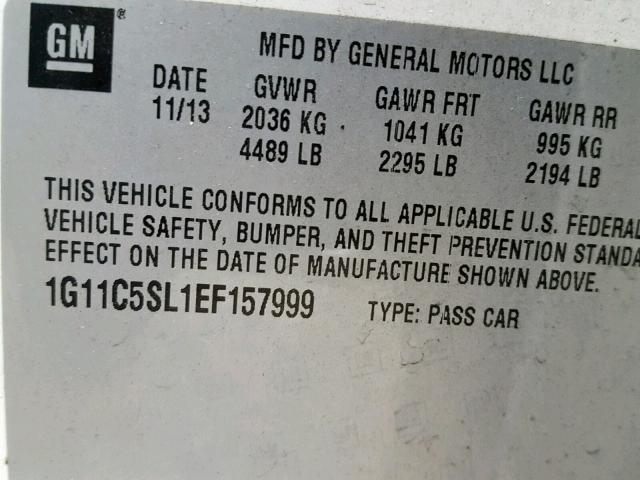 GM ®
MFD BY GENERAL MOTORS LLC
DATE GVWR GAWR FRT GAWR RR
11/13 2036 KG 1041 KG 995 KG
4489 LB 2295 LB 2194 LB
THIS VEHICLE CONFORMS TO ALL APPLICABLE U.S. FEDERAL
VEHICLE SAFETY, BUMPER, AND THEFT PREVENTION STANDA
EFFECT ON THE DATE OF MANUFACTURE SHOWN ABOVE.
1G11C5SL1EF157999 TYPE: PASS CAR